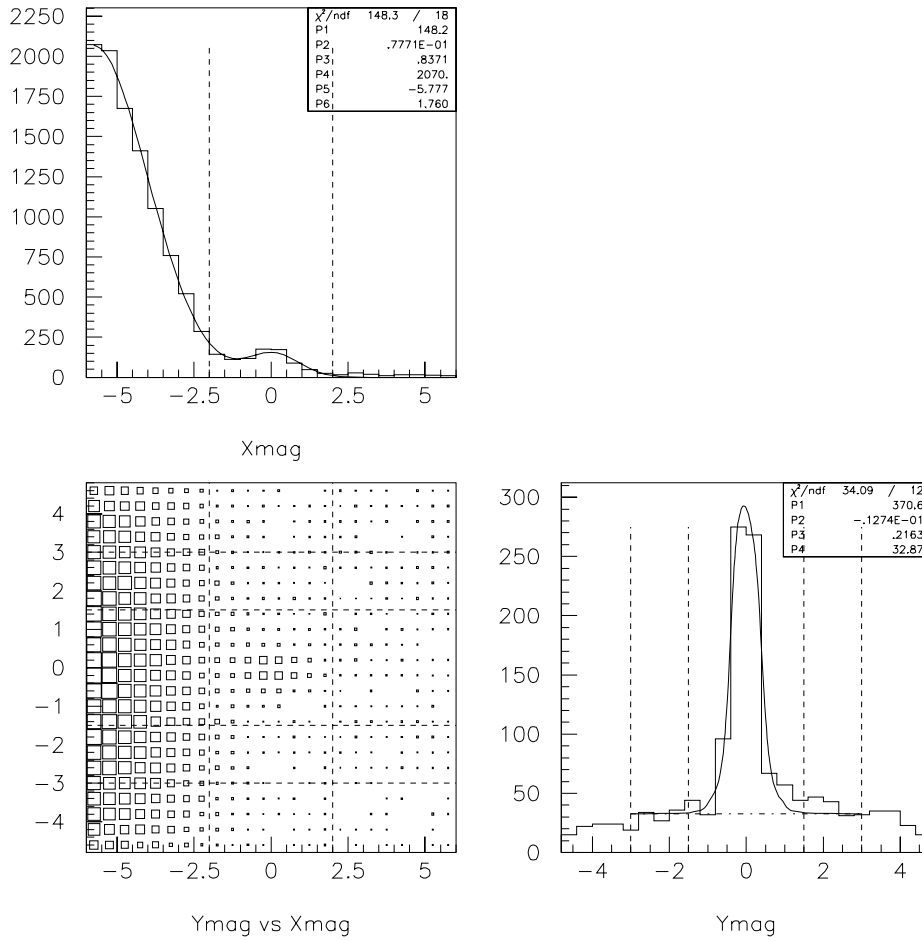 χ²/ndf 148.3 / 18
P1 148.2
P2 .7771E-01
P3 .8371
P4 2070.
P5 -5.777
P6 1.760
2250
2000
1750
1500
1250
1000
750
500
250
0
-5 -2.5 0 2.5 5
Xmag
4
3
2
1
0
-1
-2
-3
-4
-5 -2.5 0 2.5 5
Ymag vs Xmag
χ²/ndf 34.09 / 12
P1 370.6
P2 -.1274E-01
P3 .2163
P4 32.87
300
250
200
150
100
50
0
-4 -2 0 2 4
Ymag